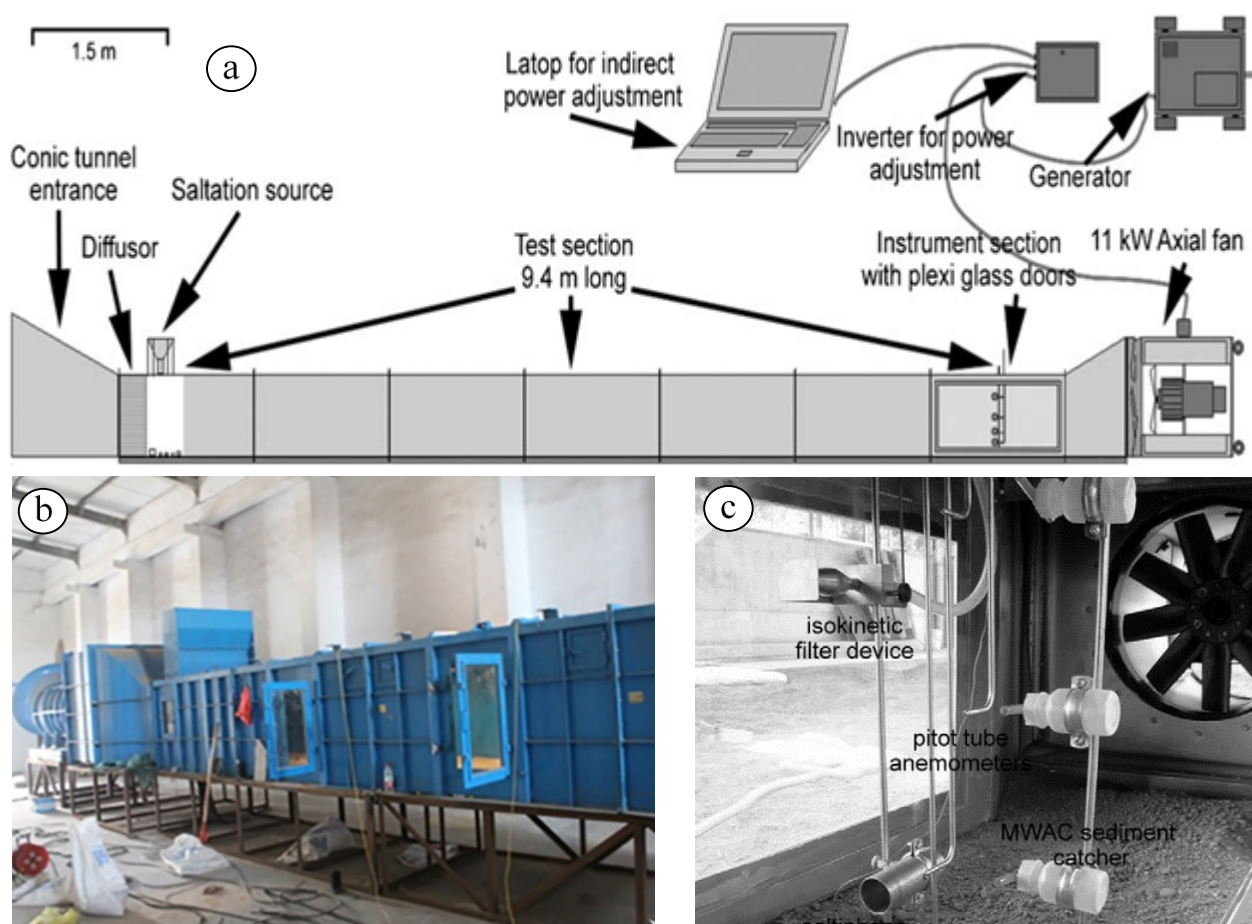 1.5 m
a
Latop for indirect
power adjustment
Inverter for power
adjustment
Generator
Conic tunnel
entrance
Saltation source
Diffusor
Test section
9.4 m long
Instrument section
with plexi glass doors
11 kW Axial fan
b
c
isokinetic
filter device
pitot tube
anemometers
MWAC sediment
catcher